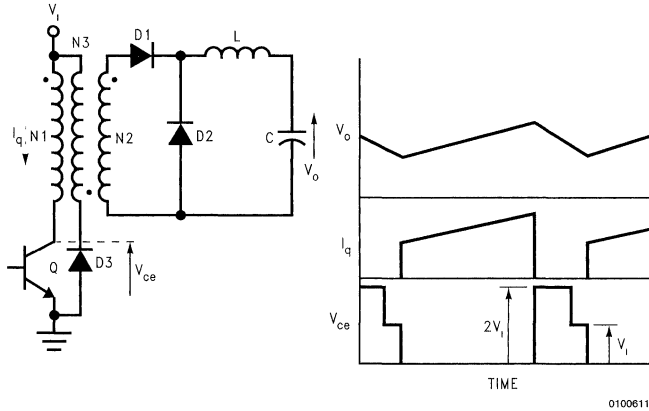 V_I
N3
D1
L
I_q
N1
N2
D2
C
V_o
Q
D3
V_ce
V_o
I_q
V_ce
2V_I
V_I
TIME
0100611